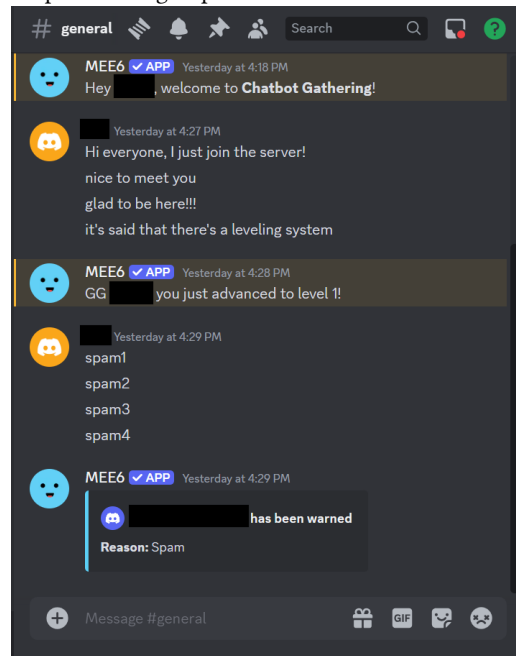 # general Search
MEE6 ✓ APP Yesterday at 4:18 PM
Hey , welcome to Chatbot Gathering!
Yesterday at 4:27 PM
Hi everyone, I just join the server!
nice to meet you
glad to be here!!!
it's said that there's a leveling system
MEE6 ✓ APP Yesterday at 4:28 PM
GG you just advanced to level 1!
Yesterday at 4:29 PM
spam1
spam2
spam3
spam4
MEE6 ✓ APP Yesterday at 4:29 PM
has been warned
Reason: Spam
Message #general GIF